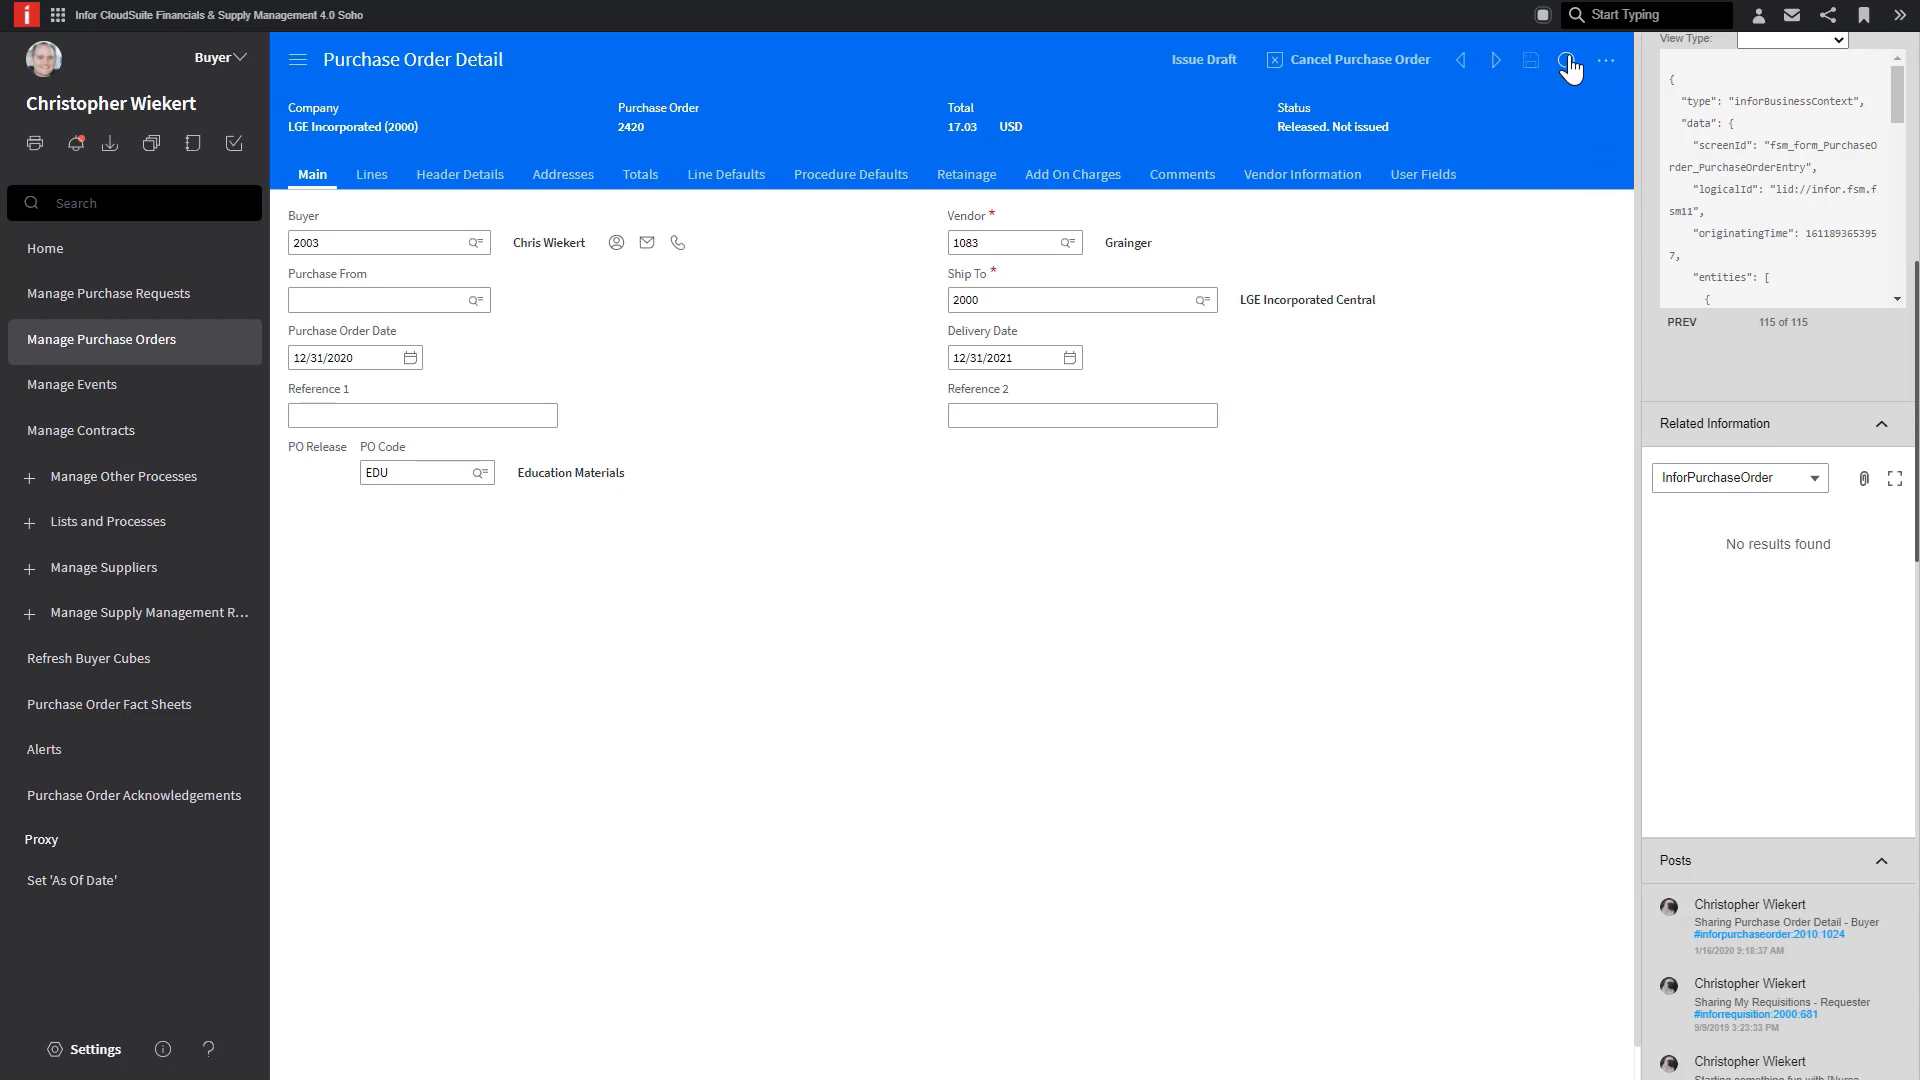 Infor CloudSuite Financials & Supply Management 4.0 Soho
Start Typing
Buyer
Christopher Wiekert
Search
Home
Manage Purchase Requests
Manage Purchase Orders
Manage Events
Manage Contracts
Manage Other Processes
Lists and Processes
Manage Suppliers
Manage Supply Management R...
Refresh Buyer Cubes
Purchase Order Fact Sheets
Alerts
Purchase Order Acknowledgements
Proxy
Set 'As Of Date'
Settings
Purchase Order Detail
Issue Draft
Cancel Purchase Order
Company
LGE Incorporated (2000)
Purchase Order
2420
Total
17.03 USD
Status
Released. Not issued
Main Lines Header Details Addresses Totals Line Defaults Procedure Defaults Retainage Add On Charges Comments Vendor Information User Fields
Buyer
2003 Chris Wiekert
Vendor *
1083 Grainger
Purchase From
Ship To *
2000 LGE Incorporated Central
Purchase Order Date
12/31/2020
Delivery Date
12/31/2021
Reference 1
Reference 2
PO Release PO Code
EDU Education Materials
View Type:
{
"type": "inforBusinessContext",
"data": {
"screenId": "fsm_form_PurchaseO
rder_PurchaseOrderEntry",
"logicalId": "lid://infor.fsm.f
sm11",
"originatingTime": 161189365395
7,
"entities": [
{
PREV 115 of 115
Related Information
InforPurchaseOrder
No results found
Posts
Christopher Wiekert
Sharing Purchase Order Detail - Buyer
#inforpurchaseorder:2010:1024
1/16/2020 9:18:37 AM
Christopher Wiekert
Sharing My Requisitions - Requester
#inforrequisition:2000:681
9/9/2019 3:23:33 PM
Christopher Wiekert